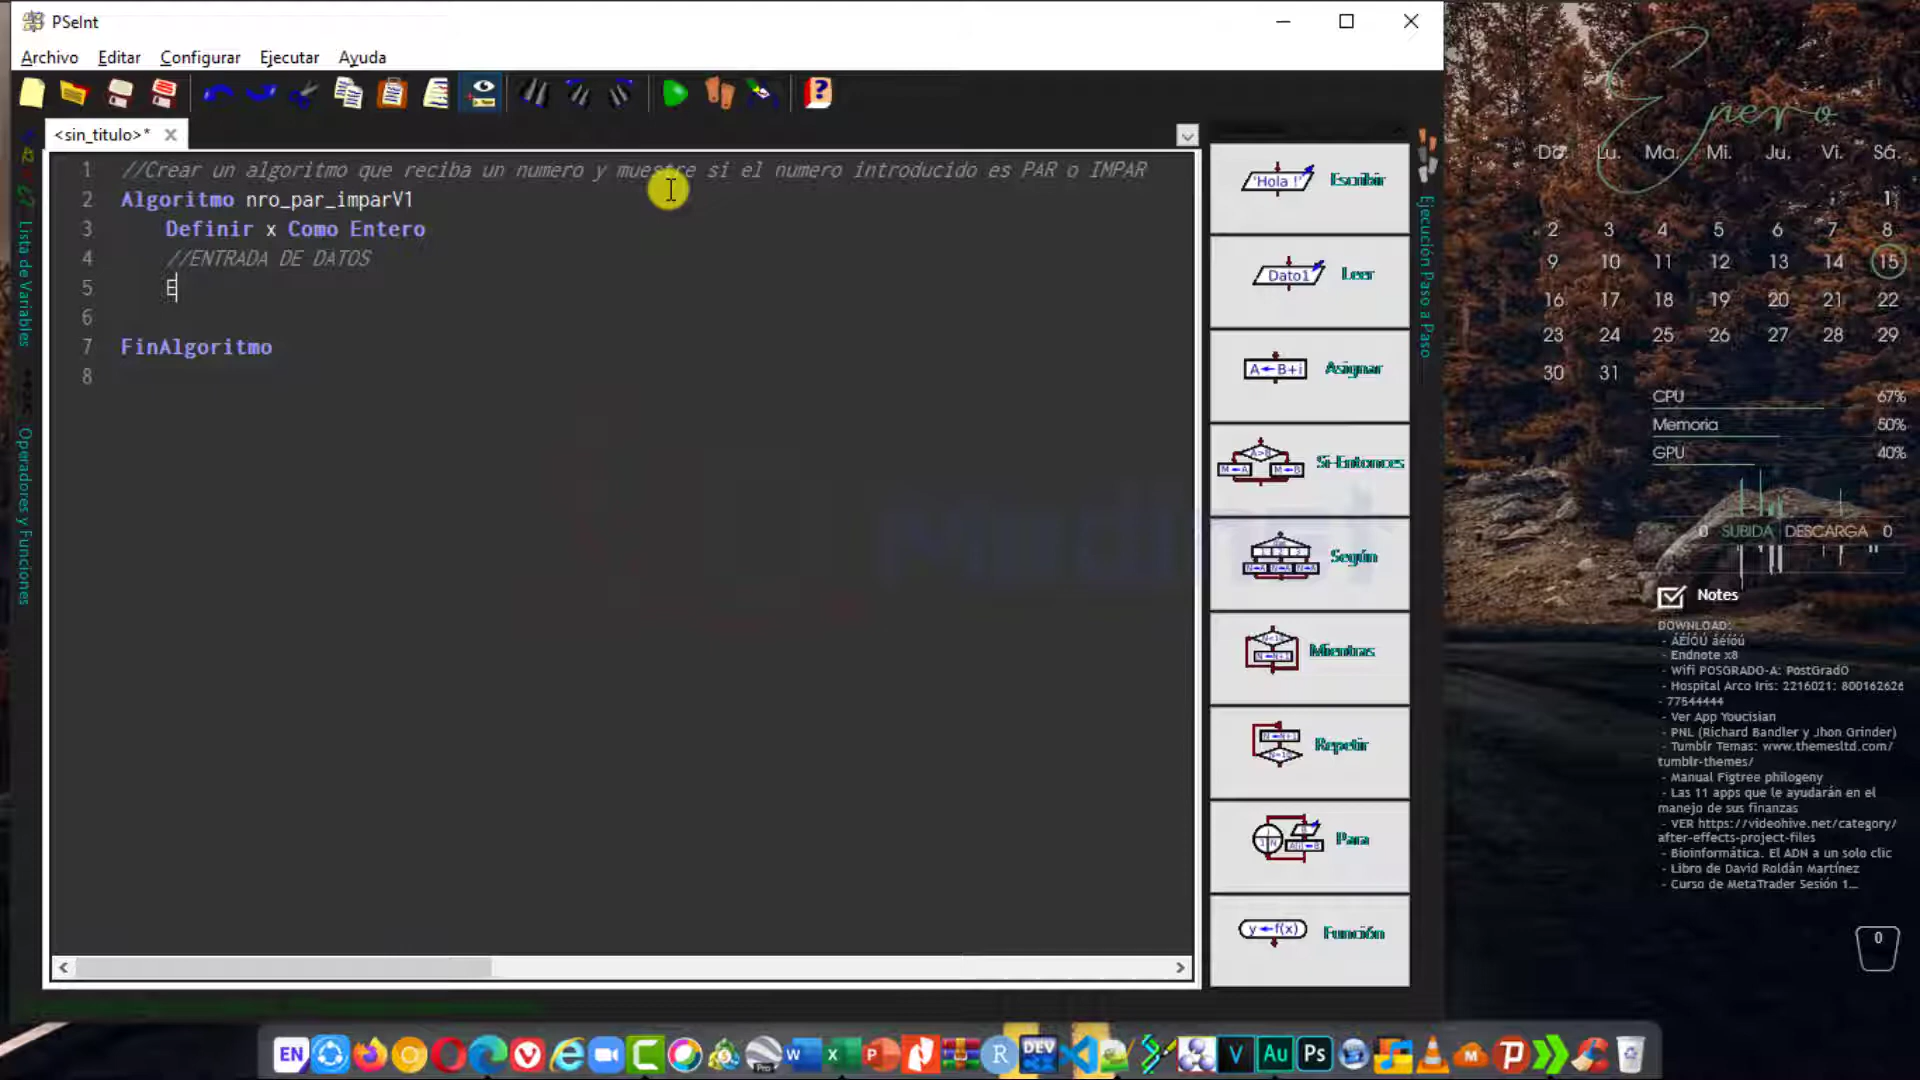 PSeInt
Archivo Editar Configurar Ejecutar Ayuda
<sin_titulo>*
1 //Crear un algoritmo que reciba un numero y muestre si el numero introducido es PAR o IMPAR
2 Algoritmo nro_par_imparV1
3 Definir x Como Entero
4 //ENTRADA DE DATOS
5 E
6
7 FinAlgoritmo
8
Lista de Variables
Operadores y Funciones
'Hola !' Escribir
Dato1 Leer
A←B+i Asignar
A>B
M←A M←B
Si-Entonces
Según
Mientras
Repetir
Para
y←f(x) Función
Ejecución Paso a Paso
Enero
Do. Lu. Ma. Mi. Ju. Vi. Sá.
1
2 3 4 5 6 7 8
9 10 11 12 13 14 15
16 17 18 19 20 21 22
23 24 25 26 27 28 29
30 31
CPU 67%
Memoria 50%
GPU 40%
0 SUBIDA DESCARGA 0
Notes
DOWNLOAD:
- ÁÉÍÓÚ áéíóú
- Endnote x8
- Wifi POSGRADO-A: PostGradO
- Hospital Arco Iris: 2216021: 800162626
- 77544444
- Ver App Youcisian
- PNL (Richard Bandler y Jhon Grinder)
- Tumblr Temas: www.themesltd.com/
tumblr-themes/
- Manual Figtree philogeny
- Las 11 apps que le ayudarán en el
manejo de sus finanzas
- VER https://videohive.net/category/
after-effects-project-files
- Bioinformática. El ADN a un solo clic
- Libro de David Roldán Martínez
- Curso de MetaTrader Sesión 1...
0
EN
Pro
W
X
P
R
DEV
V
Au
Ps